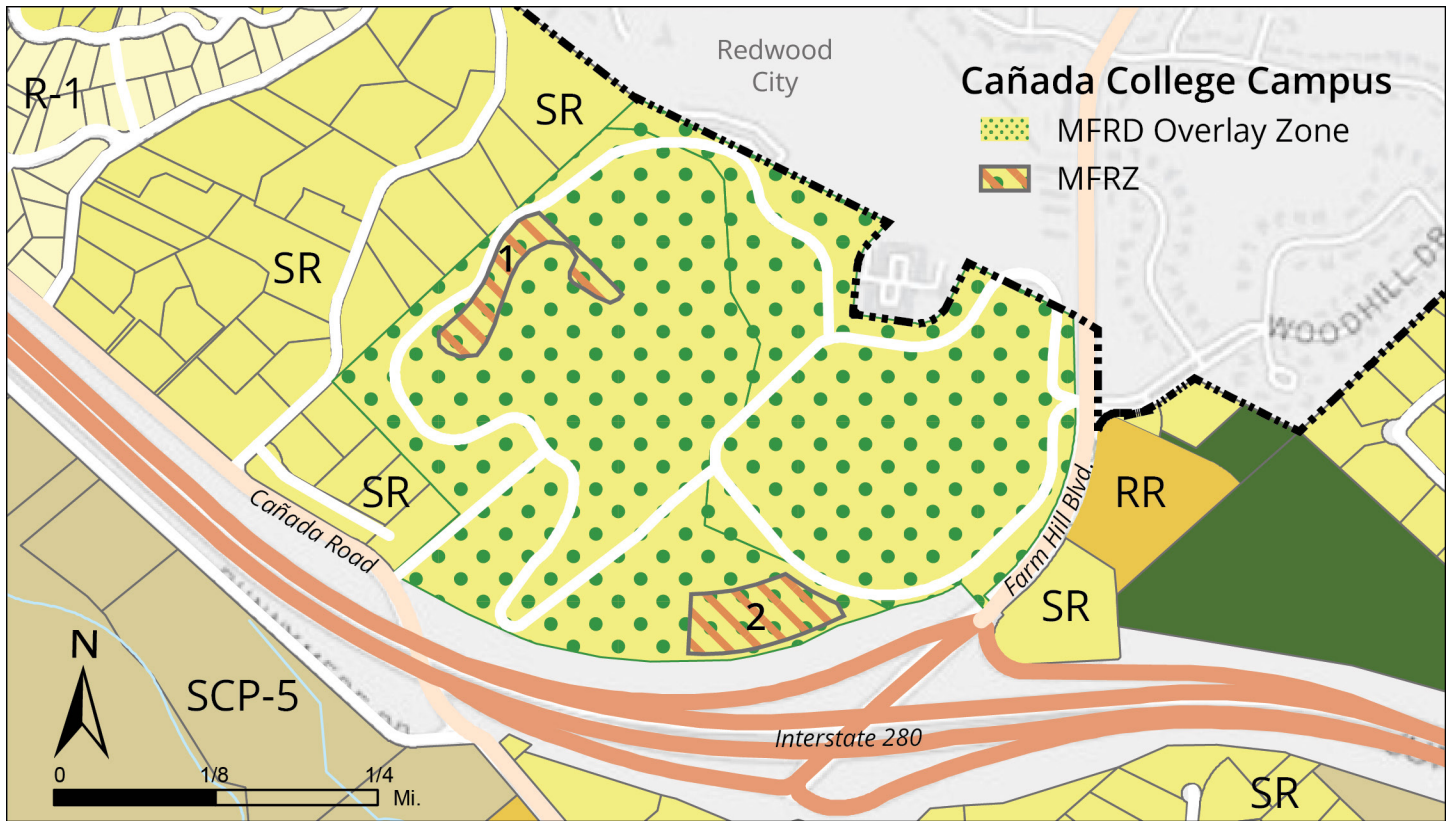 Redwood
City
Cañada College Campus
MFRD Overlay Zone
MFRZ
R-1
SR
SR
1
WOODHILL DR
SR
Cañada Road
RR
Farm Hill Blvd.
SR
2
N
SCP-5
Interstate 280
0 1/8 1/4
Mi.
SR